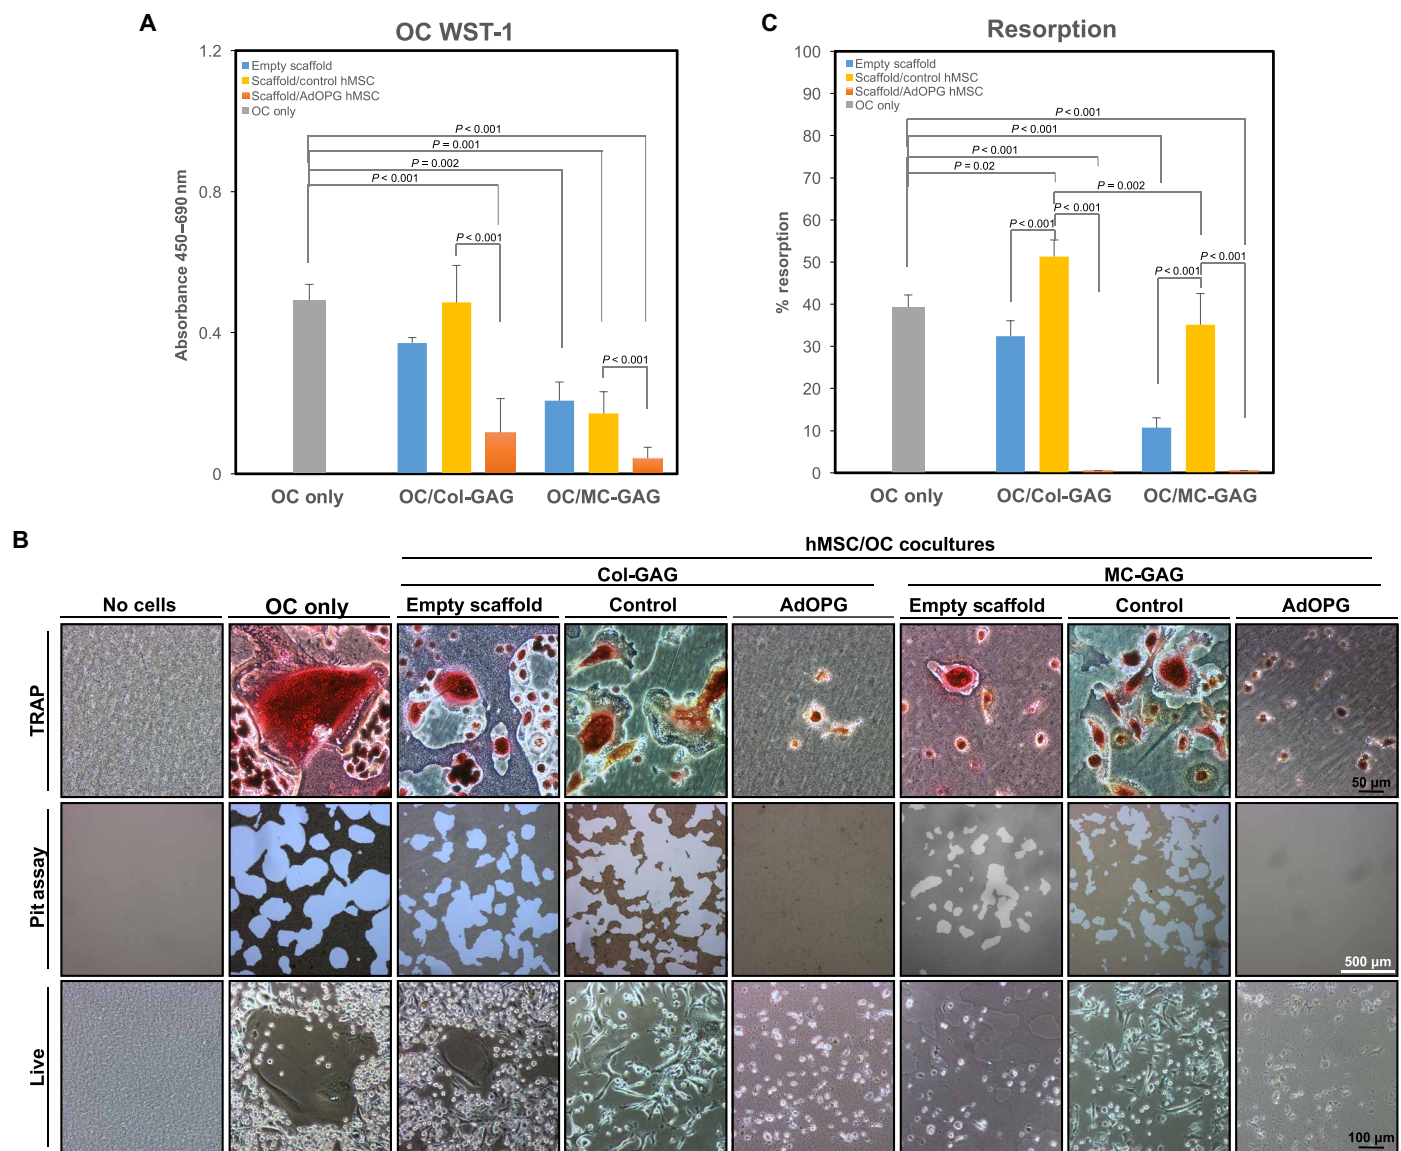 A
OC WST-1
1.2
0.8
0.4
0
Absorbance 450–690 nm
Empty scaffold
Scaffold/control hMSC
Scaffold/AdOPG hMSC
OC only
P < 0.001
P = 0.001
P = 0.002
P < 0.001
P < 0.001
P < 0.001
OC only
OC/Col-GAG
OC/MC-GAG
C
Resorption
100
90
80
70
60
50
40
30
20
10
0
% resorption
Empty scaffold
Scaffold/control hMSC
Scaffold/AdOPG hMSC
OC only
P < 0.001
P < 0.001
P < 0.001
P = 0.02
P = 0.002
P < 0.001
P < 0.001
P < 0.001
P < 0.001
OC only
OC/Col-GAG
OC/MC-GAG
B
hMSC/OC cocultures
Col-GAG
MC-GAG
No cells
OC only
Empty scaffold
Control
AdOPG
Empty scaffold
Control
AdOPG
TRAP
50 µm
Pit assay
500 µm
Live
100 µm